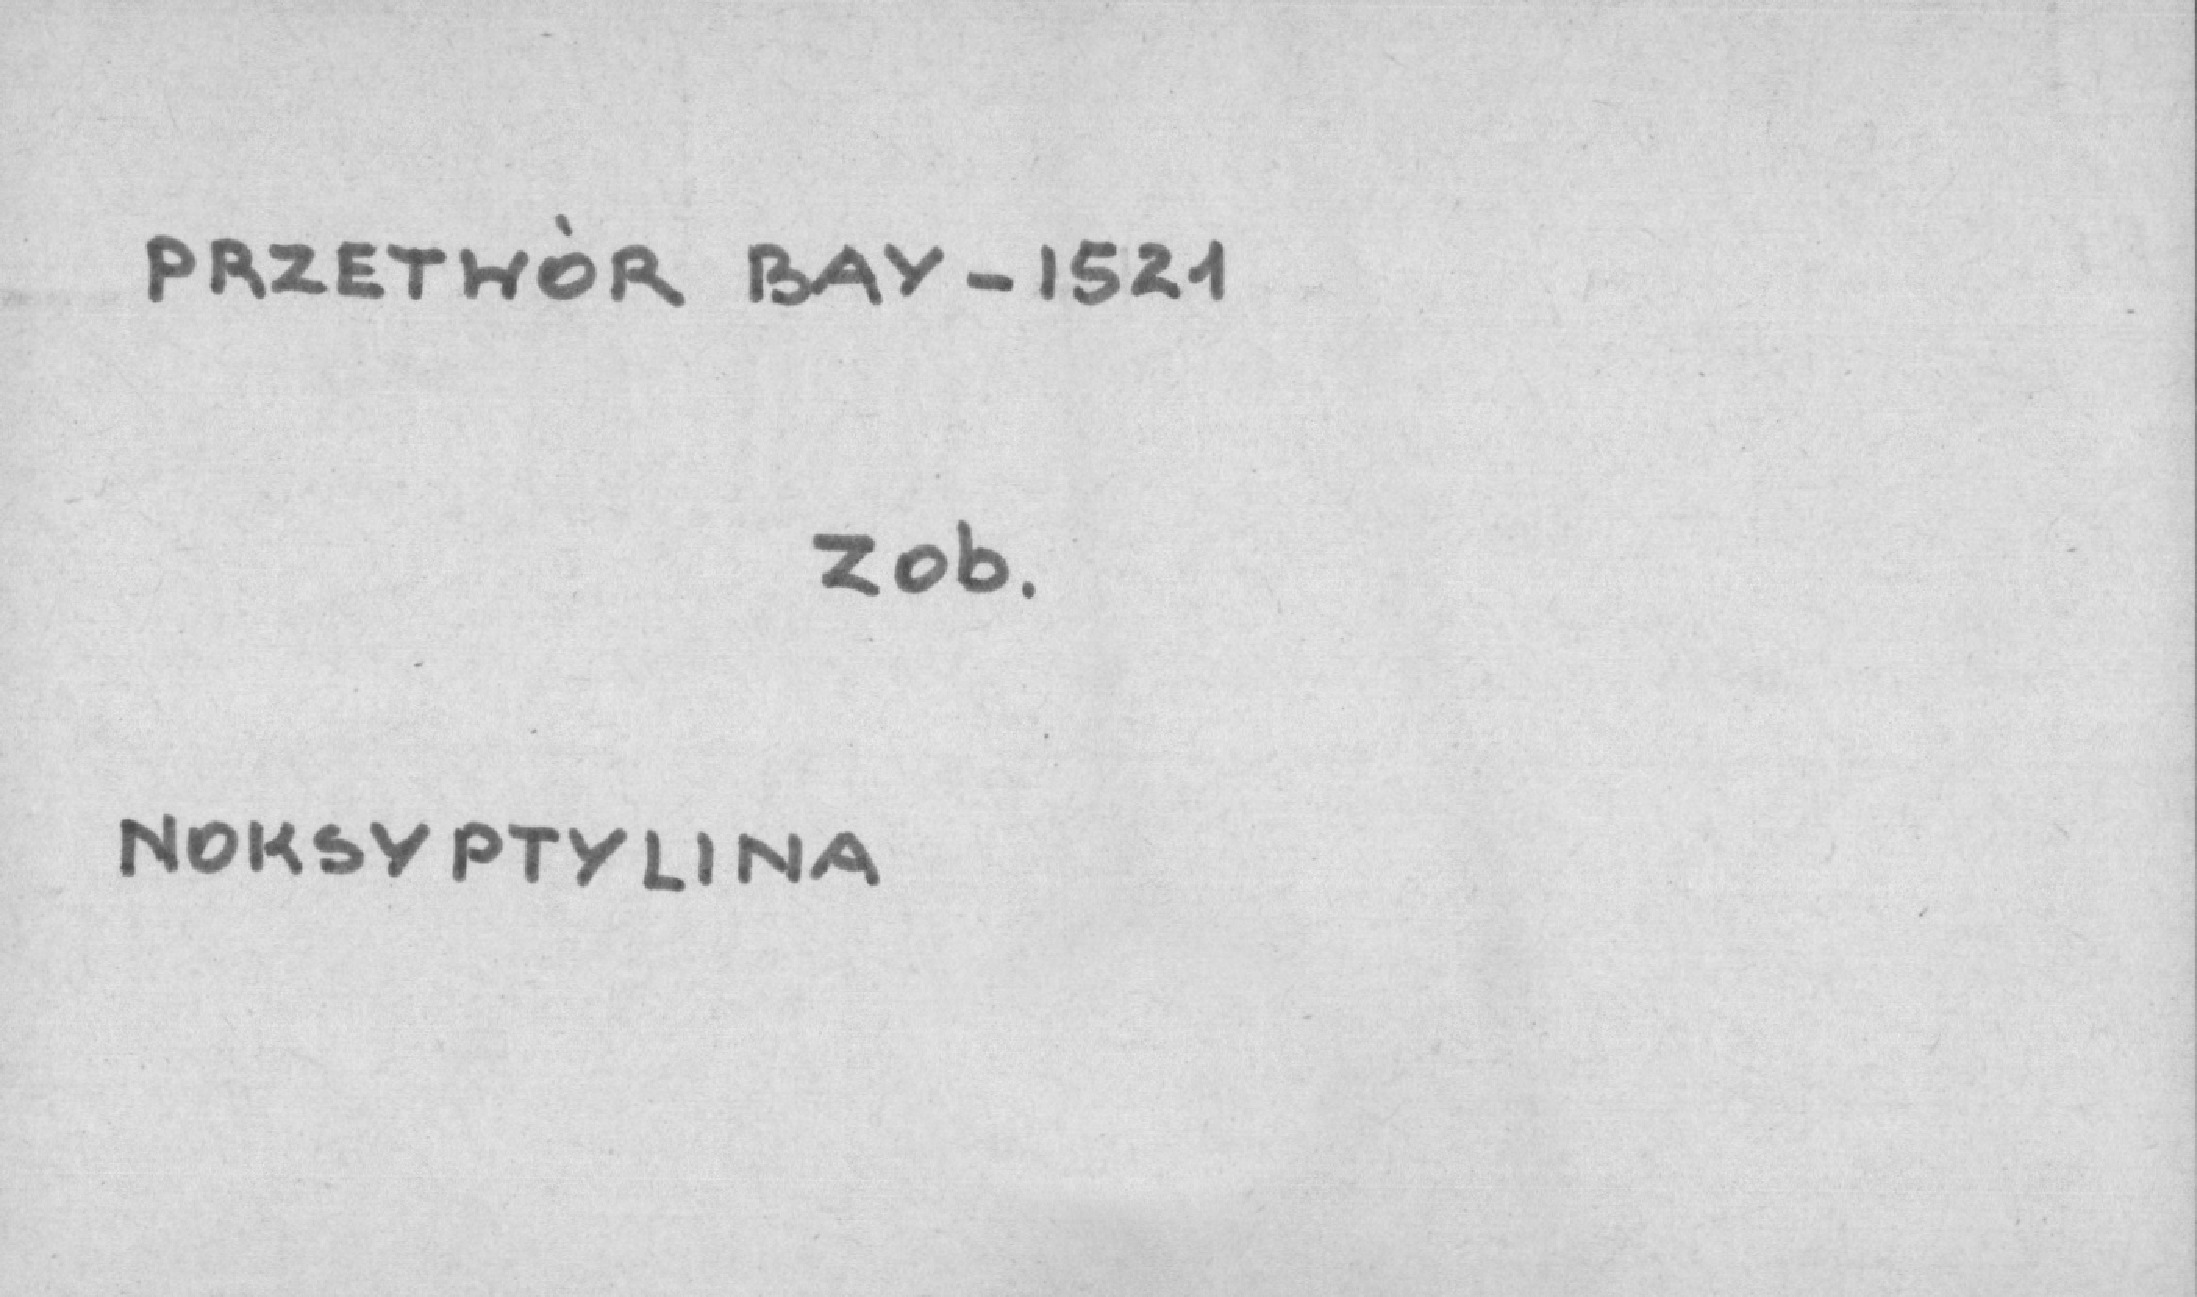 PRZETWÓR BAY-1521
Zob.
NOKSYPTYLINA